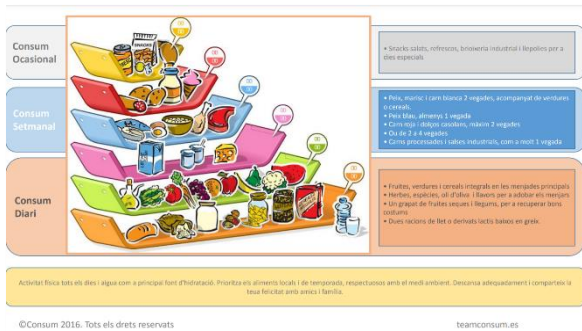 Consum
Ocasional
• Snacks salats, refrescos, brioixeria industrial i llepolies per a
dies especials
SNACKS
Consum
Setmanal
• Peix, marisc i carn blanca 2 vegades, acompanyat de verdures
o cereals.
• Peix blau, almenys 1 vegada
• Carn roja i dolços casolans, màxim 2 vegades
• Ou de 2 a 4 vegades
• Carns processades i salses industrials, com a molt 1 vegada
Consum
Diari
• Fruites, verdures i cereals integrals en les menjades principals
• Herbes, espècies, oli d'oliva i llavors per a adobar els menjars
• Un grapat de fruites seques i llegums, per a recuperar bons
costums
• Dues racions de llet o derivats lactis baixos en greix.
Activitat física tots els dies i aigua com a principal font d'hidratació. Prioritza els aliments locals i de temporada, respectuosos amb el medi ambient. Descansa adequadament i comparteix la
teua felicitat amb amics i família.
©Consum 2016. Tots els drets reservats
teamconsum.es